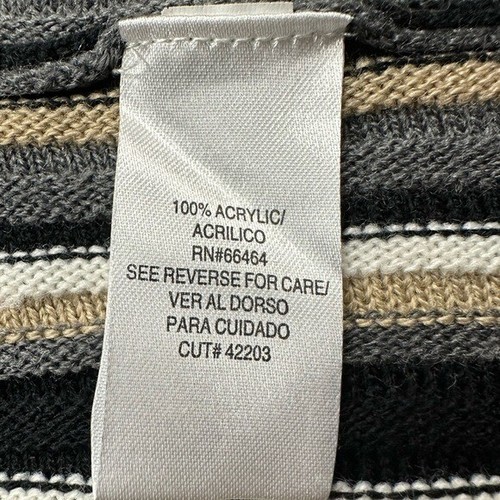 100% ACRYLIC/
ACRILICO
RN#66464
SEE REVERSE FOR CARE/
VER AL DORSO
PARA CUIDADO
CUT# 42203